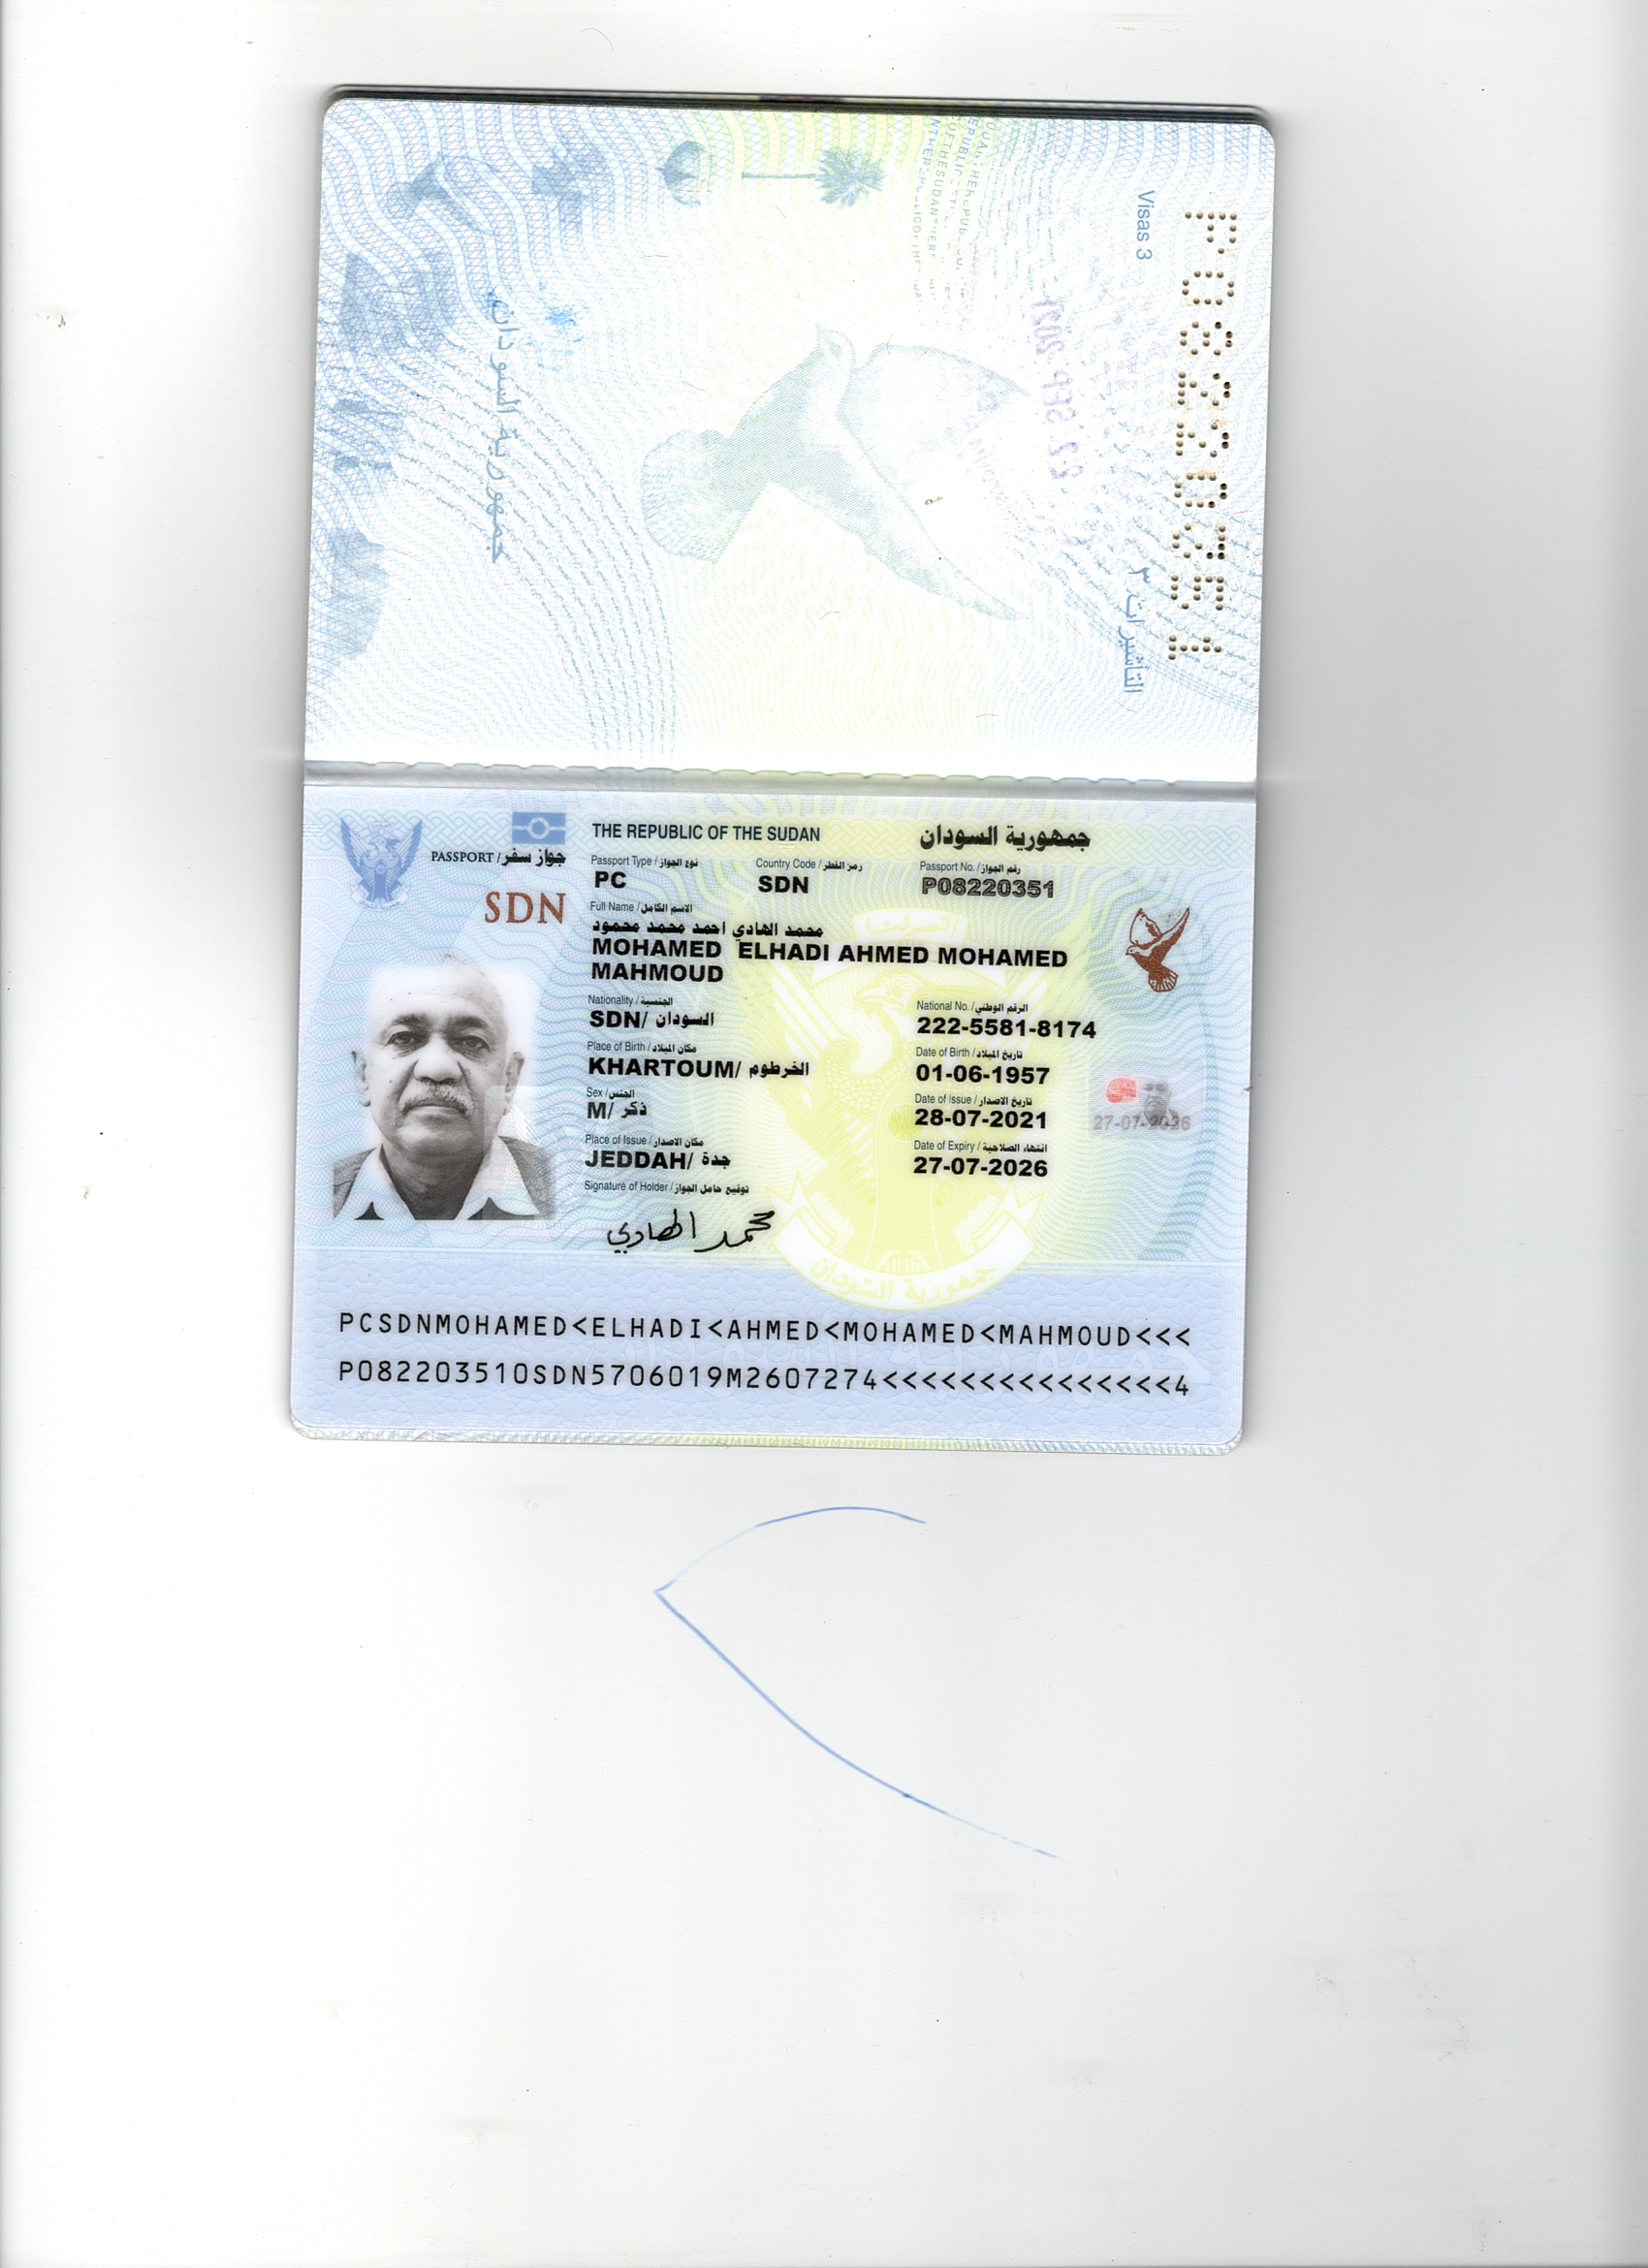 Visas 3
التأشيرات ٣
P08220351
جمهورية السودان
THE REPUBLIC OF THE SUDAN
جمهورية السودان
PASSPORT / جواز سفر
SDN
Passport Type / نوع الجواز
Country Code / رمز القطر
Passport No. / رقم الجواز
PC
SDN
P08220351
Full Name / الاسم الكامل
محمد الهادي احمد محمد محمود
MOHAMED ELHADI AHMED MOHAMED
MAHMOUD
Nationality / الجنسية
National No. / الرقم الوطني
SDN/ السودان
222-5581-8174
Place of Birth / مكان الميلاد
Date of Birth / تاريخ الميلاد
KHARTOUM/ الخرطوم
01-06-1957
Sex / الجنس
Date of Issue / تاريخ الاصدار
M/ ذكر
28-07-2021
27-07-2026
Place of Issue / مكان الاصدار
Date of Expiry / انتهاء الصلاحية
JEDDAH/ جدة
27-07-2026
Signature of Holder / توقيع حامل الجواز
محمد الهادي
جمهورية السودان
PCSDNMOHAMED<ELHADI<AHMED<MOHAMED<MAHMOUD<<<
P082203510SDN5706019M2607274<<<<<<<<<<<<<<<4